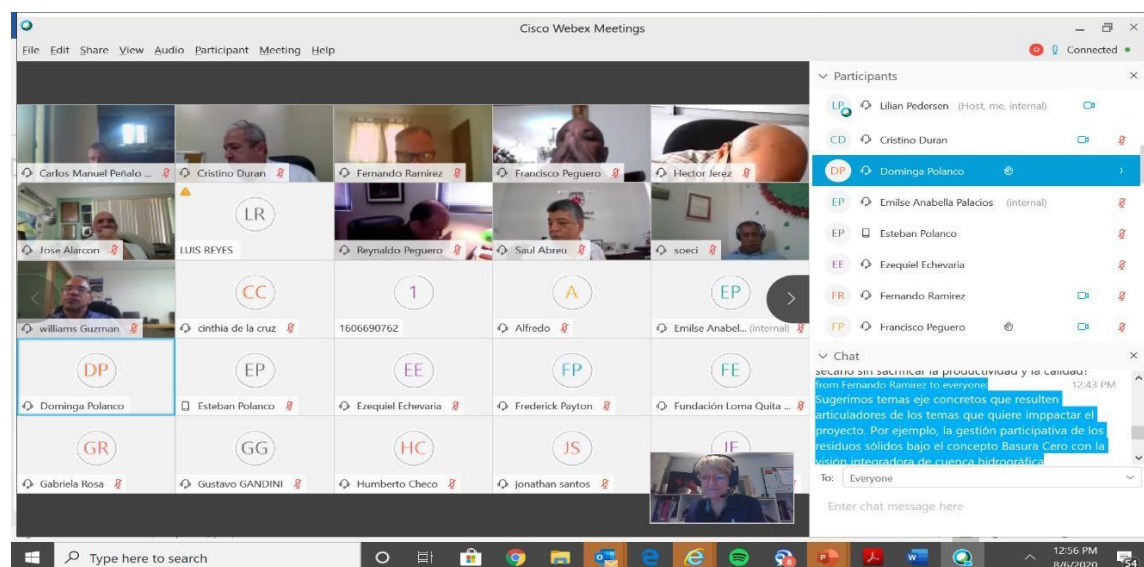 Cisco Webex Meetings
File Edit Share View Audio Participant Meeting Help
Connected
Carlos Manuel Peñalo ...
Cristino Duran
Fernando Ramirez
Francisco Peguero
Hector Jerez
Jose Alarcon
LR
LUIS REYES
Reynaldo Peguero
Saul Abreu
soeci
williams Guzman
CC
cinthia de la cruz
1
1606690762
A
Alfredo
EP
Emilse Anabel... (internal)
DP
Dominga Polanco
EP
Esteban Polanco
EE
Ezequiel Echevaria
FP
Frederick Payton
FE
Fundación Loma Quita ...
GR
Gabriela Rosa
GG
Gustavo GANDINI
HC
Humberto Checo
JS
jonathan santos
Participants
LP Lilian Pedersen (Host, me, internal)
CD Cristino Duran
DP Dominga Polanco
EP Emilse Anabella Palacios (internal)
EP Esteban Polanco
EE Ezequiel Echevaria
FR Fernando Ramirez
FP Francisco Peguero
Chat
secano sin sacrificar la productividad y la calidad?
from Fernando Ramirez to everyone: 12:43 PM
Sugerimos temas eje concretos que resulten
articuladores de los temas que quiere imppactar el
proyecto. Por ejemplo, la gestión participativa de los
residuos sólidos bajo el concepto Basura Cero con la
visión integradora de cuenca hidrográfica
To: Everyone
Enter chat message here
Type here to search
12:56 PM
8/6/2020
54